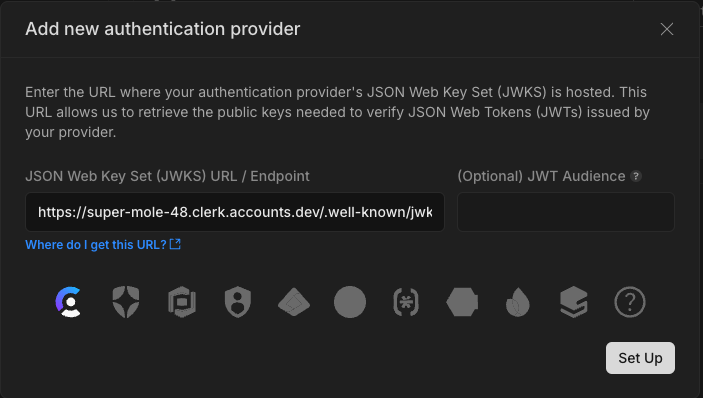 Add new authentication provider
Enter the URL where your authentication provider's JSON Web Key Set (JWKS) is hosted. This
URL allows us to retrieve the public keys needed to verify JSON Web Tokens (JWTs) issued by
your provider.
JSON Web Key Set (JWKS) URL / Endpoint
(Optional) JWT Audience ?
https://super-mole-48.clerk.accounts.dev/.well-known/jwk
Where do I get this URL?
?
Set Up